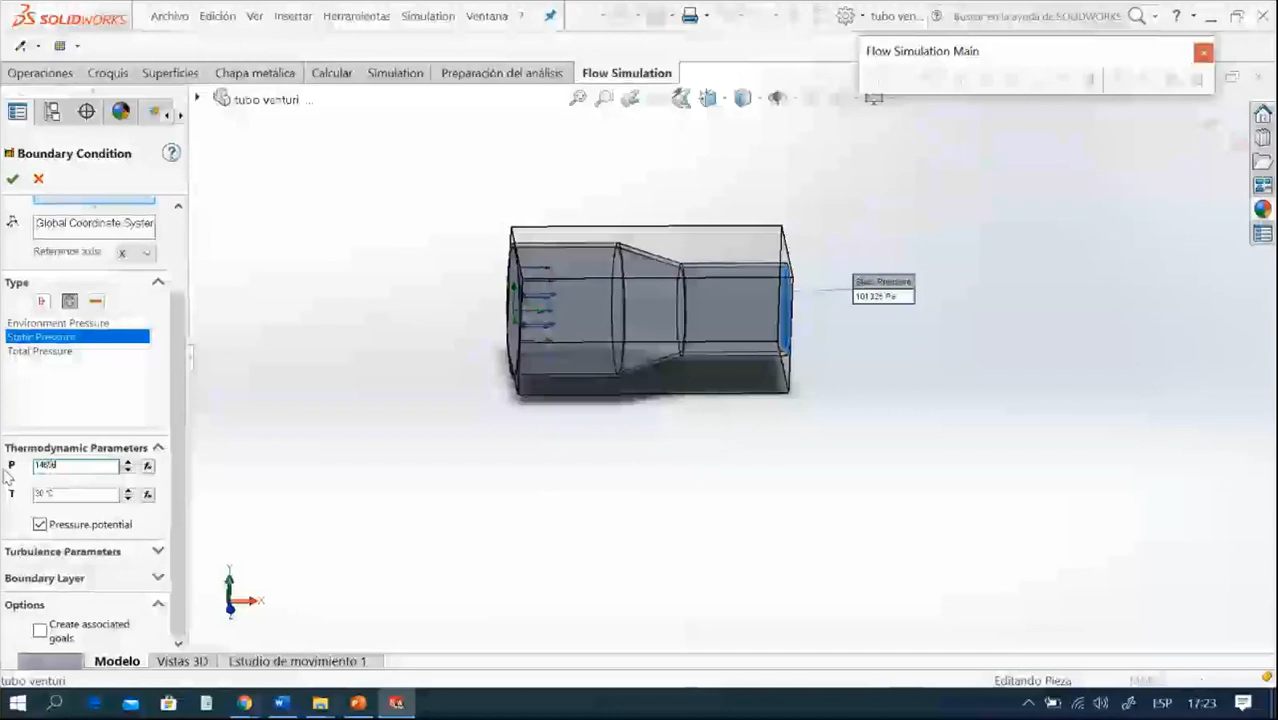 SOLIDWORKS Archivo Edición Ver Insertar Herramientas Simulation Ventana ? tubo ven... Buscar en la ayuda de SOLIDWORKS ?
Flow Simulation Main
Operaciones Croquis Superficies Chapa metálica Calcular Simulation Preparación del análisis Flow Simulation
tubo venturi ...
Boundary Condition
Global Coordinate System
Reference axis: X
Type
Environment Pressure
Static Pressure
Total Pressure
Static Pressure
101325 Pa
Thermodynamic Parameters
P
T 30 °C
Pressure potential
Turbulence Parameters
Boundary Layer
Options
Create associated
goals
Y
X
Z
Modelo Vistas 3D Estudio de movimiento 1
tubo venturi Editando Pieza
ESP 17:23